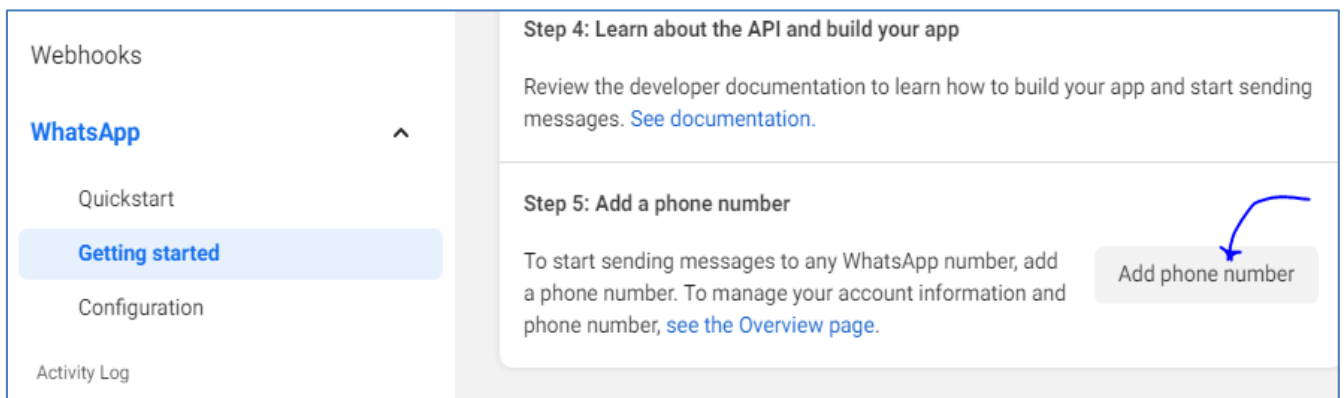 Webhooks
WhatsApp
Quickstart
Getting started
Configuration
Activity Log
Step 4: Learn about the API and build your app
Review the developer documentation to learn how to build your app and start sending
messages. See documentation.
Step 5: Add a phone number
To start sending messages to any WhatsApp number, add
a phone number. To manage your account information and
phone number, see the Overview page.
Add phone number